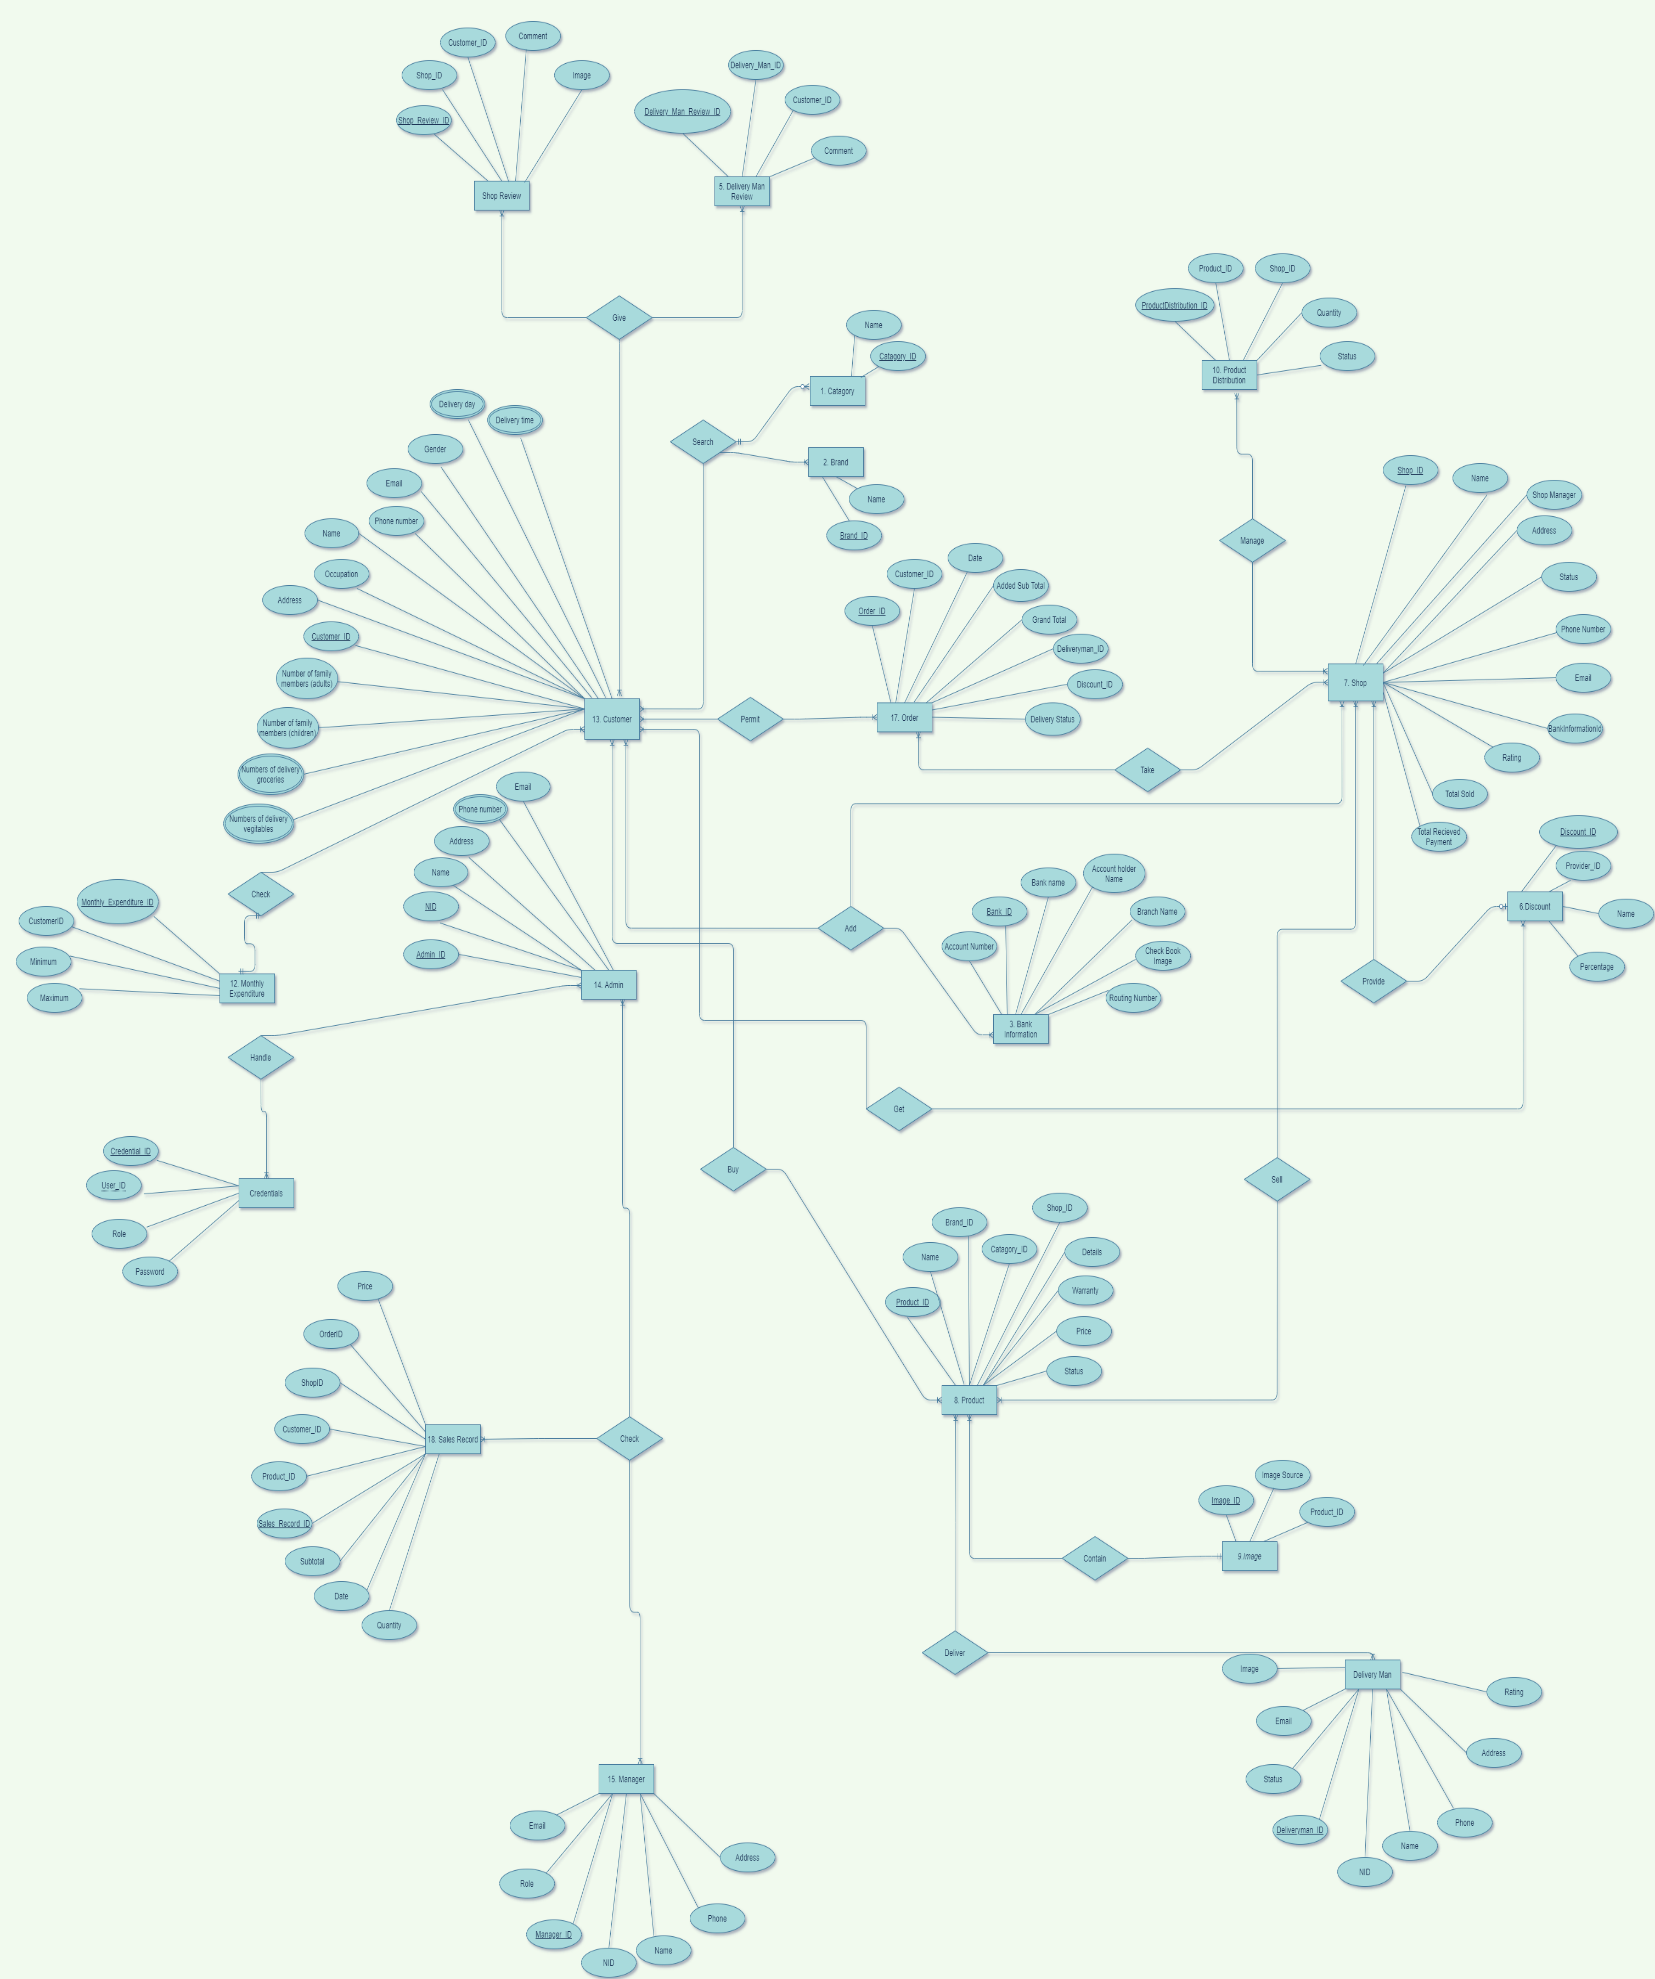 Customer_ID
Comment
Shop_ID
Image
Shop_Review_ID
Shop Review
Delivery_Man_ID
Delivery_Man_Review_ID
Customer_ID
Comment
5. Delivery Man
Review
Give
Product_ID
Shop_ID
ProductDistribution_ID
Quantity
Status
10. Product
Distribution
Name
Catagory_ID
1. Catagory
Search
2. Brand
Name
Brand_ID
Delivery day
Delivery time
Gender
Email
Phone number
Name
Occupation
Address
Customer_ID
Number of family
members (adults)
Number of family
members (children)
Numbers of delivery
groceries
Numbers of delivery
vegitables
13. Customer
Permit
Manage
Shop_ID
Name
Shop Manager
Address
Status
Phone Number
Email
BankInformationId
Rating
Total Sold
Total Recieved
Payment
7. Shop
Date
Customer_ID
Added Sub Total
Order_ID
Grand Total
Deliveryman_ID
Discount_ID
Delivery Status
17. Order
Take
Email
Phone number
Address
Name
NID
Admin_ID
14. Admin
Check
Monthly_Expenditure_ID
CustomerID
Minimum
Maximum
12. Monthly
Expenditure
Add
Account holder
Name
Bank name
Bank_ID
Branch Name
Account Number
Check Book
Image
Routing Number
3. Bank
Information
Discount_ID
Provider_ID
6.Discount
Name
Percentage
Provide
Handle
Get
Credential_ID
User_ID
Role
Password
Credentials
Buy
Sell
Shop_ID
Brand_ID
Category_ID
Name
Details
Product_ID
Warranty
Price
Status
8. Product
Price
OrderID
ShopID
Customer_ID
Product_ID
Sales_Record_ID
Subtotal
Date
Quantity
18. Sales Record
Check
Image Source
Image_ID
Product_ID
9.Image
Contain
Deliver
Delivery Man
Image
Rating
Email
Address
Status
Phone
Deliveryman_ID
Name
NID
15. Manager
Email
Address
Role
Phone
Manager_ID
Name
NID